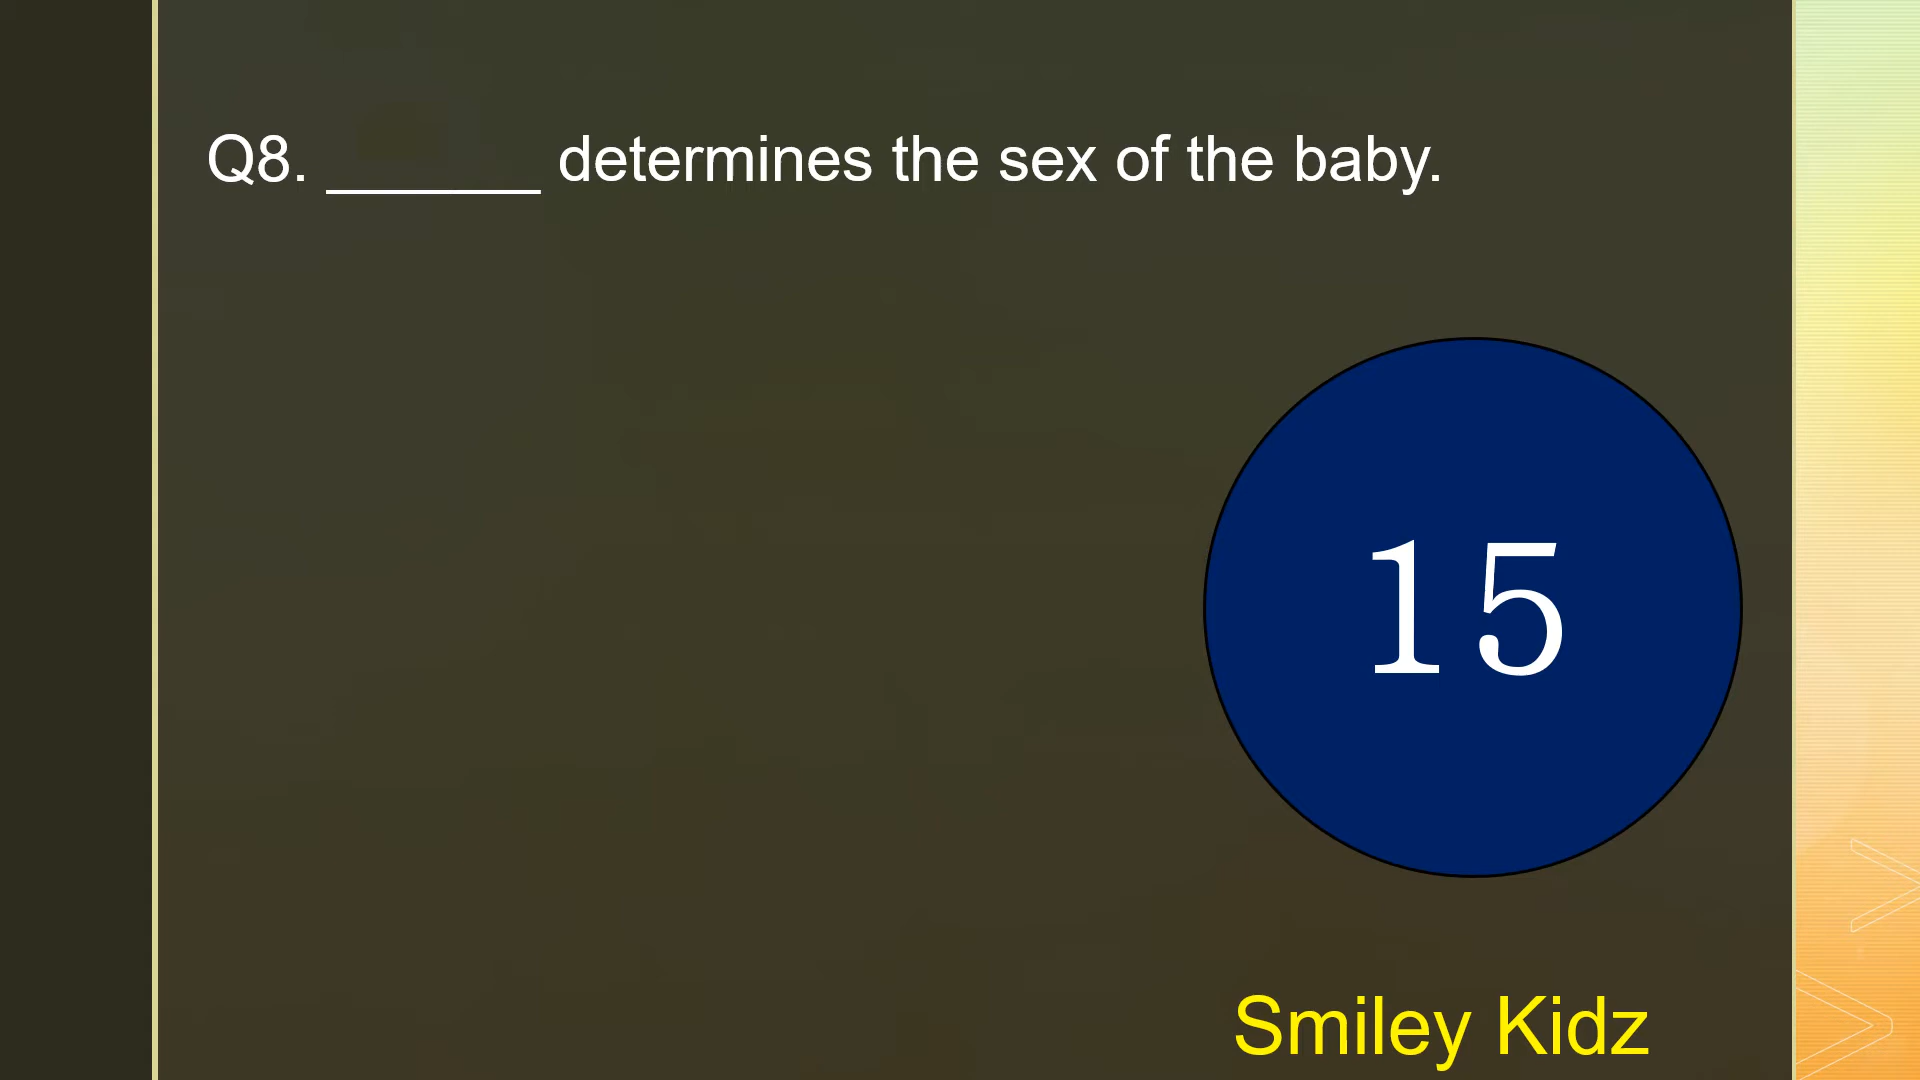 Q8. ______ determines the sex of the baby.
15
Smiley Kidz